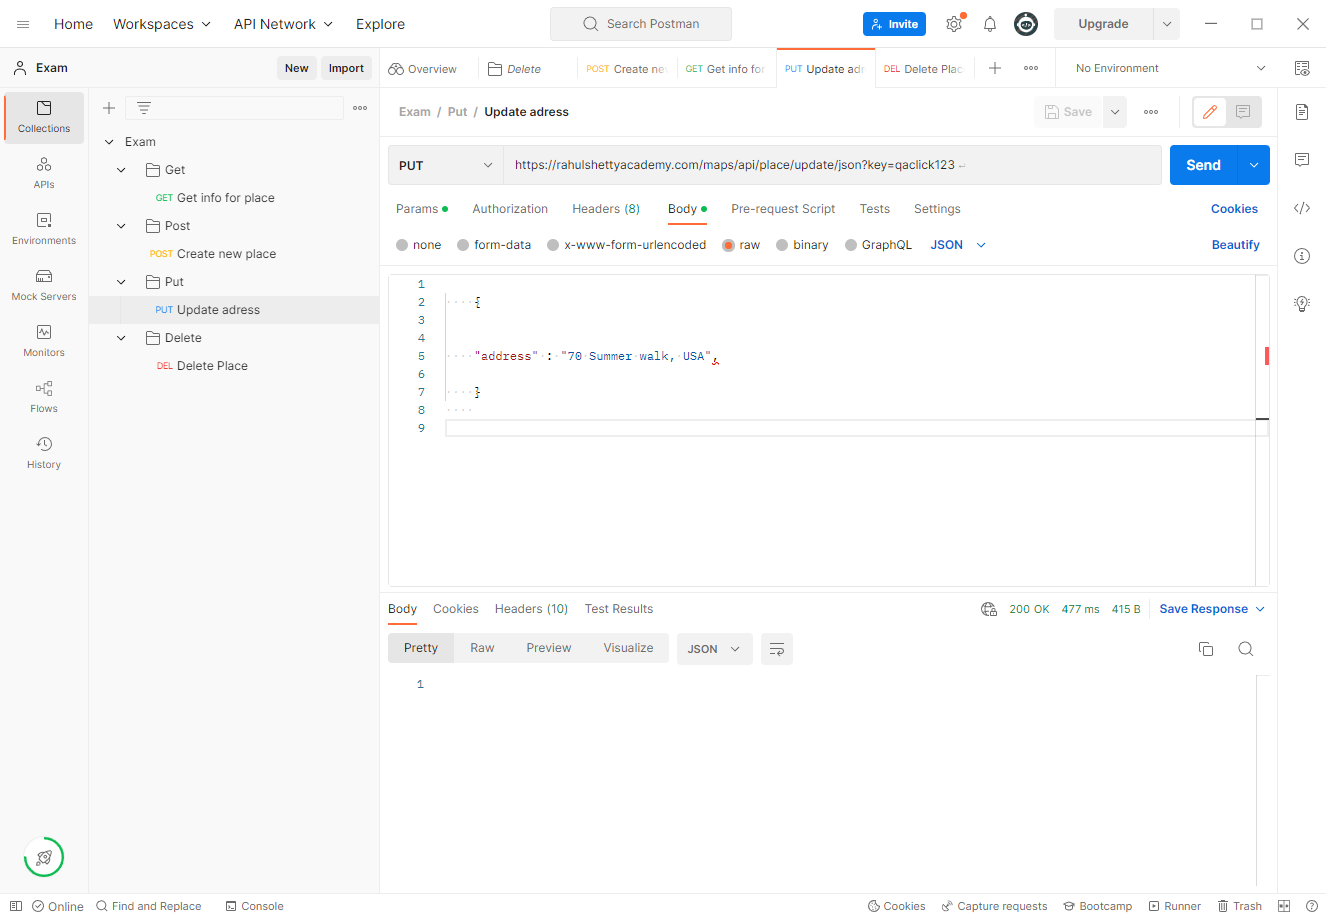 Home Workspaces API Network Explore Search Postman Invite Upgrade
Exam New Import Overview Delete POST Create nev GET Get info for PUT Update adr DEL Delete Plac No Environment
Exam / Put / Update adress Save
PUT https://rahulshettyacademy.com/maps/api/place/update/json?key=qaclick123 Send
Params Authorization Headers (8) Body Pre-request Script Tests Settings Cookies
none form-data x-www-form-urlencoded raw binary GraphQL JSON Beautify
Collections
APIs
Environments
Mock Servers
Monitors
Flows
History
Exam
Get
GET Get info for place
Post
POST Create new place
Put
PUT Update adress
Delete
DEL Delete Place
1
2 {
3
4
5 "address" : "70 Summer walk, USA",
6
7 }
8
9
Body Cookies Headers (10) Test Results 200 OK 477 ms 415 B Save Response
Pretty Raw Preview Visualize JSON
1
Online Find and Replace Console Cookies Capture requests Bootcamp Runner Trash